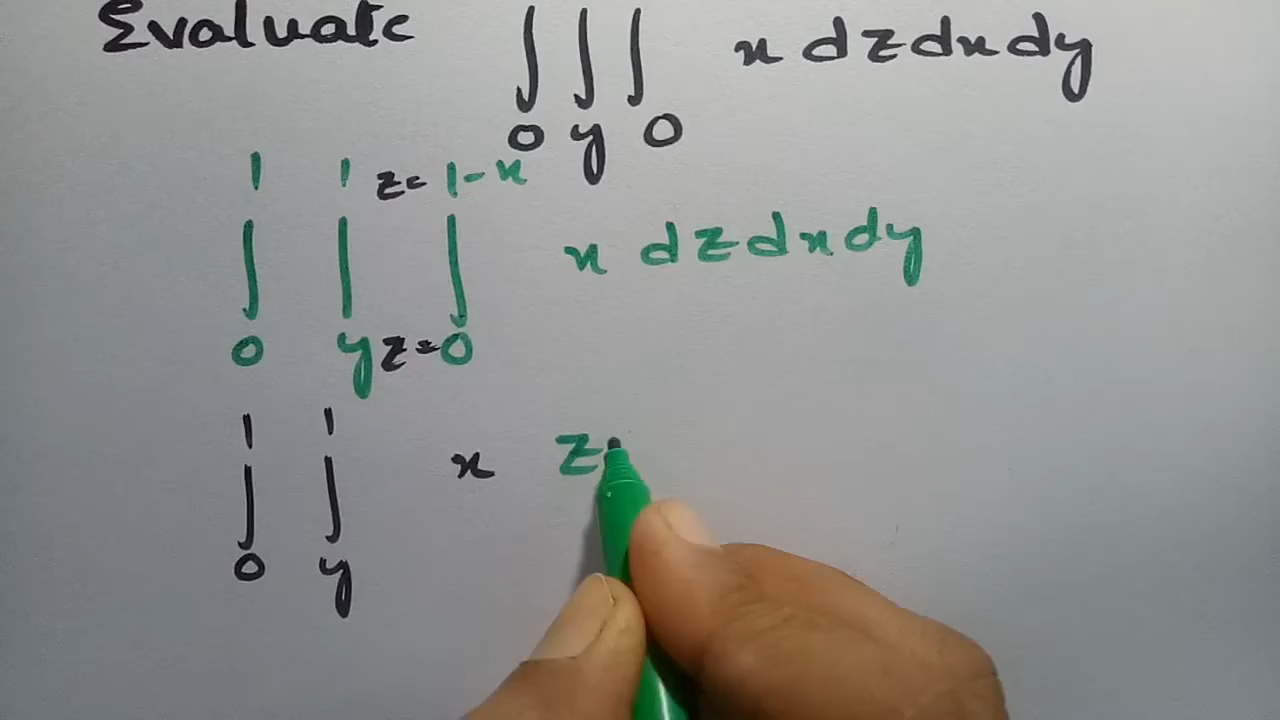 Evaluate ∫ ∫ ∫ x dz dx dy
0 y 0
1 1 z= 1-x
∫ ∫ ∫ x dz dx dy
0 y z=0
1 1
∫ ∫ x z
0 y